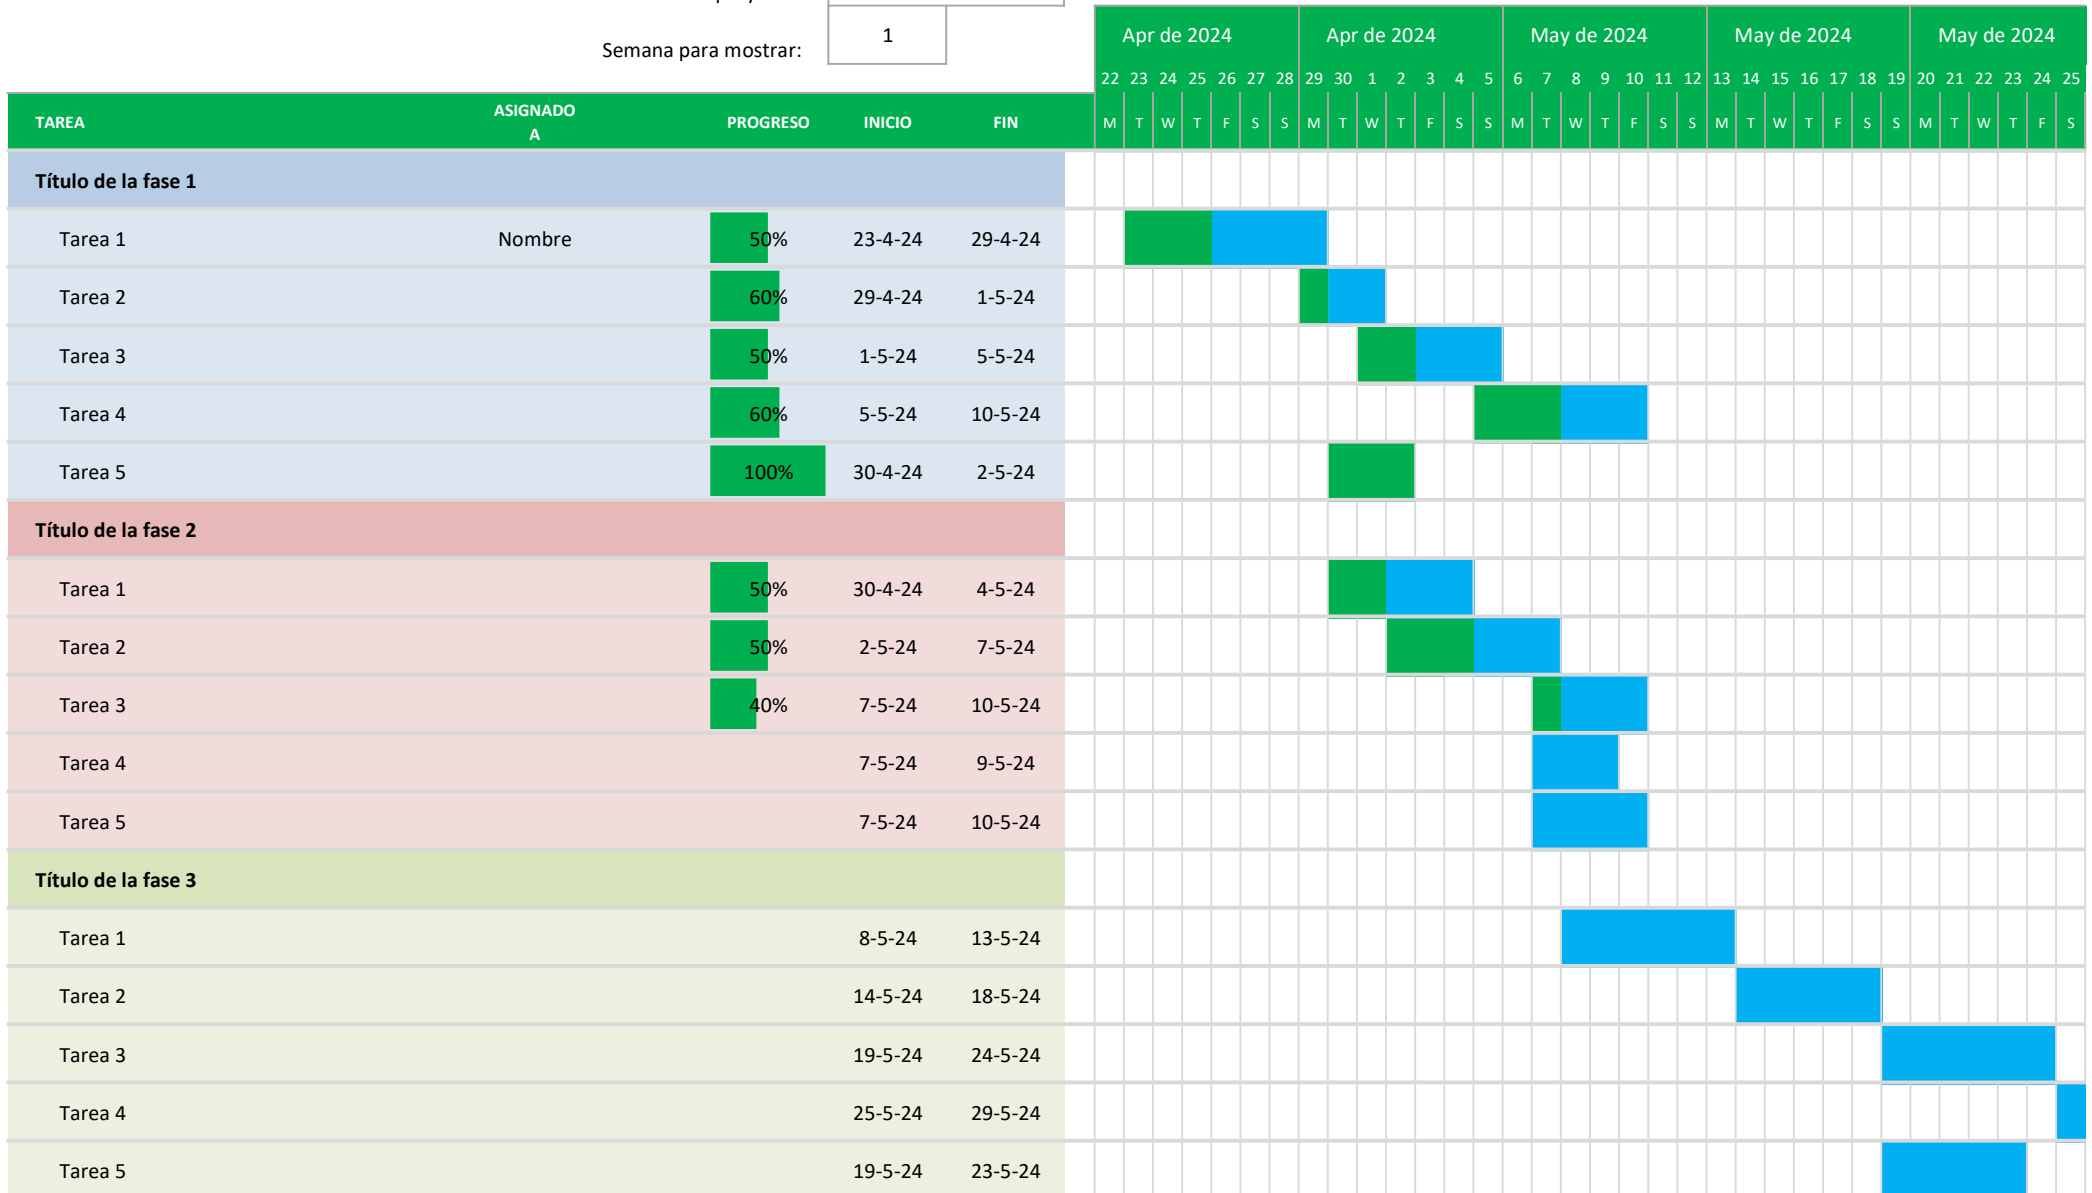 Semana para mostrar: 1
Apr de 2024 Apr de 2024 May de 2024 May de 2024 May de 2024
22 23 24 25 26 27 28 29 30 1 2 3 4 5 6 7 8 9 10 11 12 13 14 15 16 17 18 19 20 21 22 23 24 25
TAREA ASIGNADO A PROGRESO INICIO FIN M T W T F S S M T W T F S S M T W T F S S M T W T F S S M T W T F S
Título de la fase 1
Tarea 1 Nombre 50% 23-4-24 29-4-24
Tarea 2 60% 29-4-24 1-5-24
Tarea 3 50% 1-5-24 5-5-24
Tarea 4 60% 5-5-24 10-5-24
Tarea 5 100% 30-4-24 2-5-24
Título de la fase 2
Tarea 1 50% 30-4-24 4-5-24
Tarea 2 50% 2-5-24 7-5-24
Tarea 3 40% 7-5-24 10-5-24
Tarea 4 7-5-24 9-5-24
Tarea 5 7-5-24 10-5-24
Título de la fase 3
Tarea 1 8-5-24 13-5-24
Tarea 2 14-5-24 18-5-24
Tarea 3 19-5-24 24-5-24
Tarea 4 25-5-24 29-5-24
Tarea 5 19-5-24 23-5-24